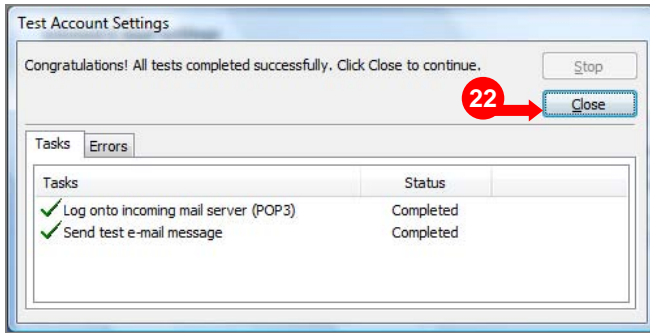 Test Account Settings
Congratulations! All tests completed successfully. Click Close to continue.
Stop
22
Close
Tasks Errors
Tasks Status
Log onto incoming mail server (POP3) Completed
Send test e-mail message Completed